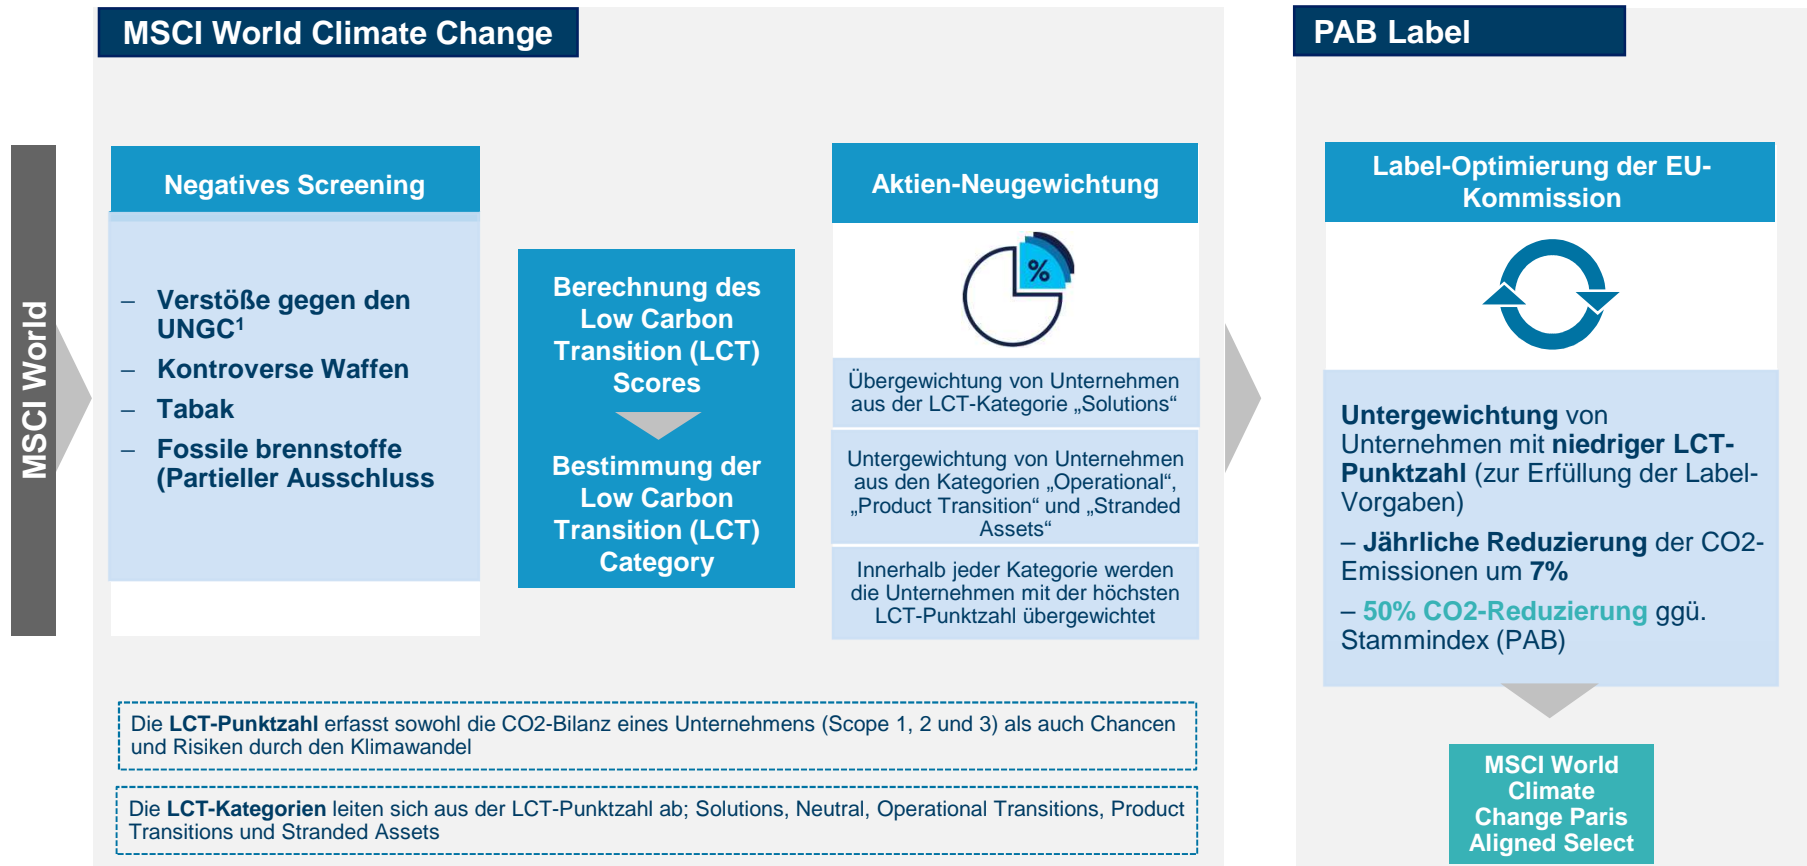 MSCI World
MSCI World Climate Change
Negatives Screening
– Verstöße gegen den
UNGC¹
– Kontroverse Waffen
– Tabak
– Fossile brennstoffe
(Partieller Ausschluss
Berechnung des
Low Carbon
Transition (LCT)
Scores
Bestimmung der
Low Carbon
Transition (LCT)
Category
Aktien-Neugewichtung
%
Übergewichtung von Unternehmen
aus der LCT-Kategorie „Solutions“
Untergewichtung von Unternehmen
aus den Kategorien „Operational“,
„Product Transition“ und „Stranded
Assets“
Innerhalb jeder Kategorie werden
die Unternehmen mit der höchsten
LCT-Punktzahl übergewichtet
Die LCT-Punktzahl erfasst sowohl die CO2-Bilanz eines Unternehmens (Scope 1, 2 und 3) als auch Chancen
und Risiken durch den Klimawandel
Die LCT-Kategorien leiten sich aus der LCT-Punktzahl ab; Solutions, Neutral, Operational Transitions, Product
Transitions und Stranded Assets
PAB Label
Label-Optimierung der EU-
Kommission
Untergewichtung von
Unternehmen mit niedriger LCT-
Punktzahl (zur Erfüllung der Label-
Vorgaben)
– Jährliche Reduzierung der CO2-
Emissionen um 7%
– 50% CO2-Reduzierung ggü.
Stammindex (PAB)
MSCI World
Climate
Change Paris
Aligned Select